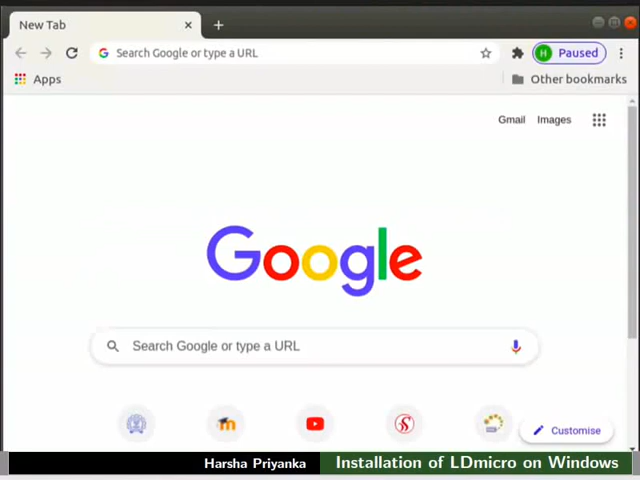 New Tab
Search Google or type a URL
H Paused
Apps
Other bookmarks
Gmail Images
Google
Search Google or type a URL
Customise
Harsha Priyanka
Installation of LDmicro on Windows